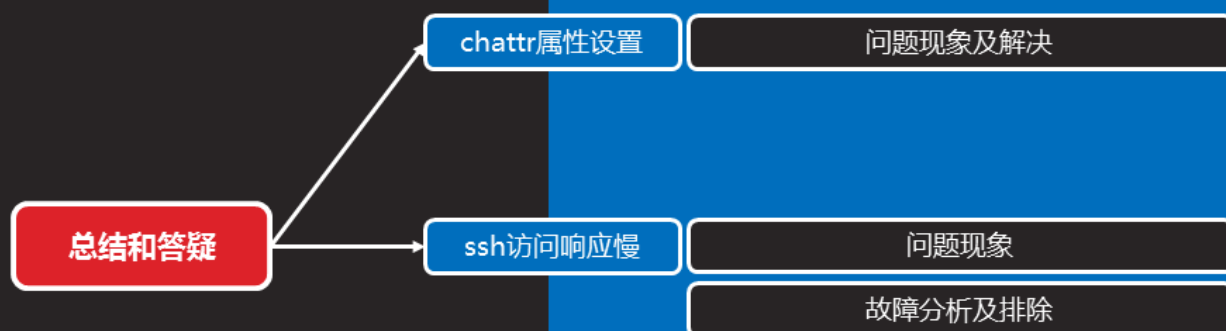 chattr属性设置
问题现象及解决
总结和答疑
ssh访问响应慢
问题现象
故障分析及排除